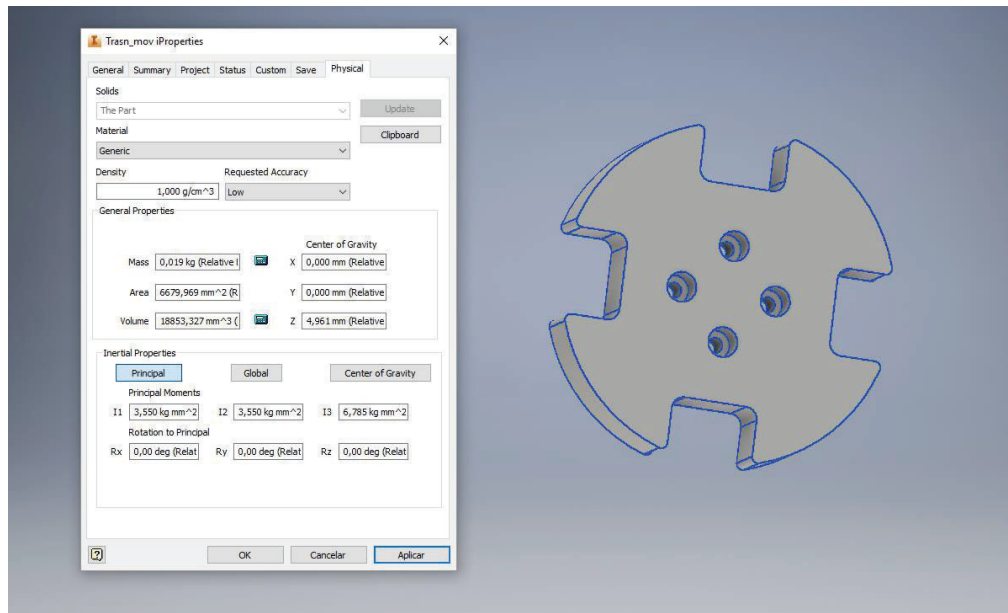 Trasn_mov iProperties
General Summary Project Status Custom Save Physical
Solids
The Part
Update
Material
Clipboard
Generic
Density Requested Accuracy
1,000 g/cm^3 Low
General Properties
Center of Gravity
Mass 0,019 kg (Relative X 0,000 mm (Relative
Area 6679,969 mm^2 (R Y 0,000 mm (Relative
Volume 18853,327 mm^3 ( Z 4,961 mm (Relative
Inertial Properties
Principal Global Center of Gravity
Principal Moments
I1 3,550 kg mm^2 I2 3,550 kg mm^2 I3 6,785 kg mm^2
Rotation to Principal
Rx 0,00 deg (Relat Ry 0,00 deg (Relat Rz 0,00 deg (Relat
? OK Cancelar Aplicar